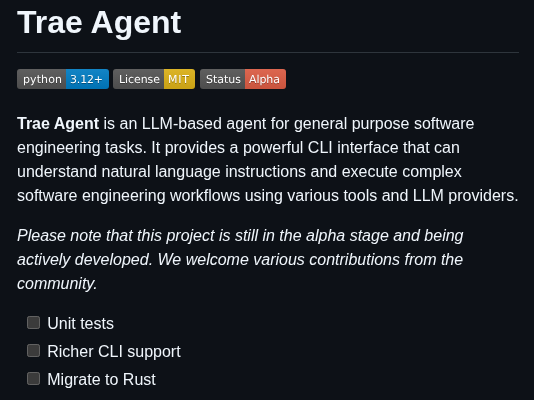 Trae Agent
python 3.12+ License MIT Status Alpha
Trae Agent is an LLM-based agent for general purpose software
engineering tasks. It provides a powerful CLI interface that can
understand natural language instructions and execute complex
software engineering workflows using various tools and LLM providers.
Please note that this project is still in the alpha stage and being
actively developed. We welcome various contributions from the
community.
Unit tests
Richer CLI support
Migrate to Rust